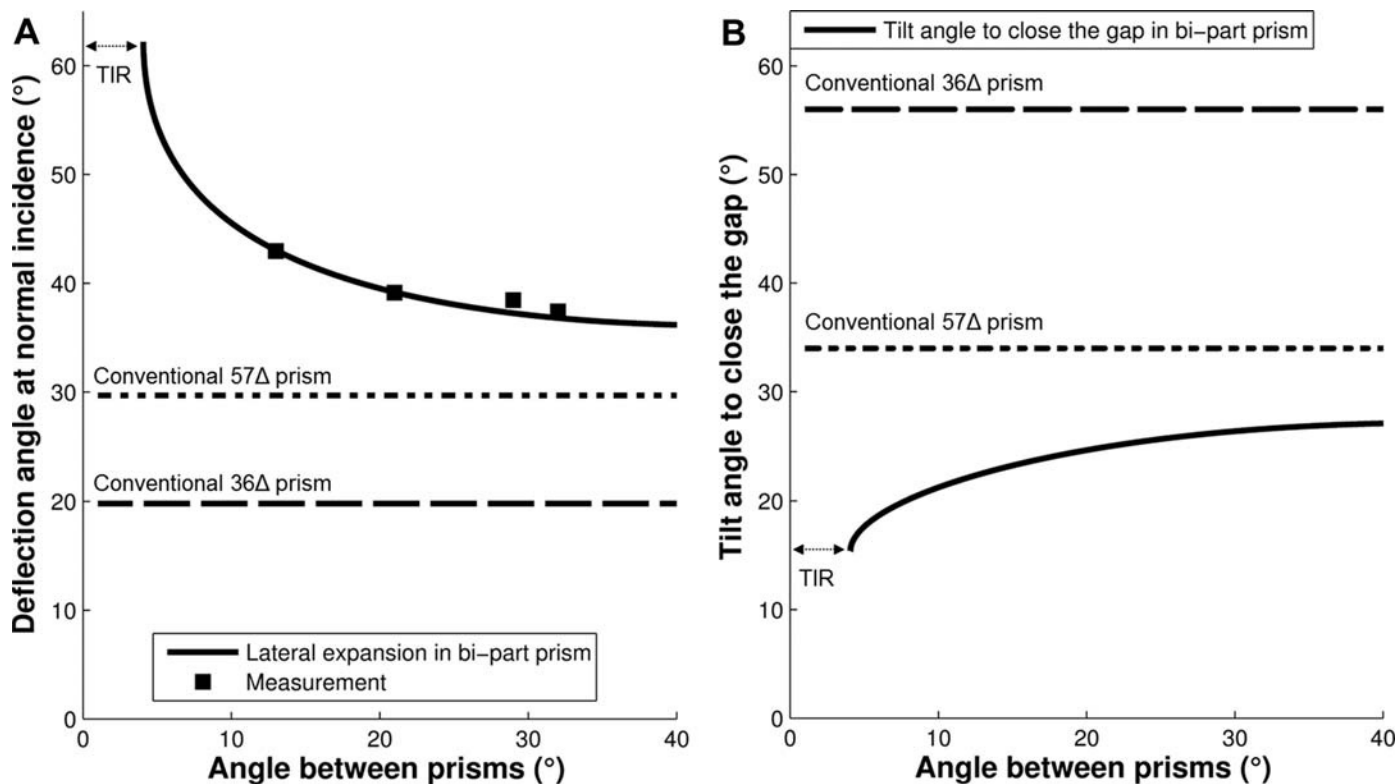 A
Deflection angle at normal incidence (°)
60
50
40
30
20
10
0
TIR
Conventional 57Δ prism
Conventional 36Δ prism
Lateral expansion in bi-part prism
Measurement
0 10 20 30 40
Angle between prisms (°)
B
Tilt angle to close the gap in bi-part prism
Tilt angle to close the gap (°)
60
50
40
30
20
10
0
Conventional 36Δ prism
Conventional 57Δ prism
TIR
0 10 20 30 40
Angle between prisms (°)